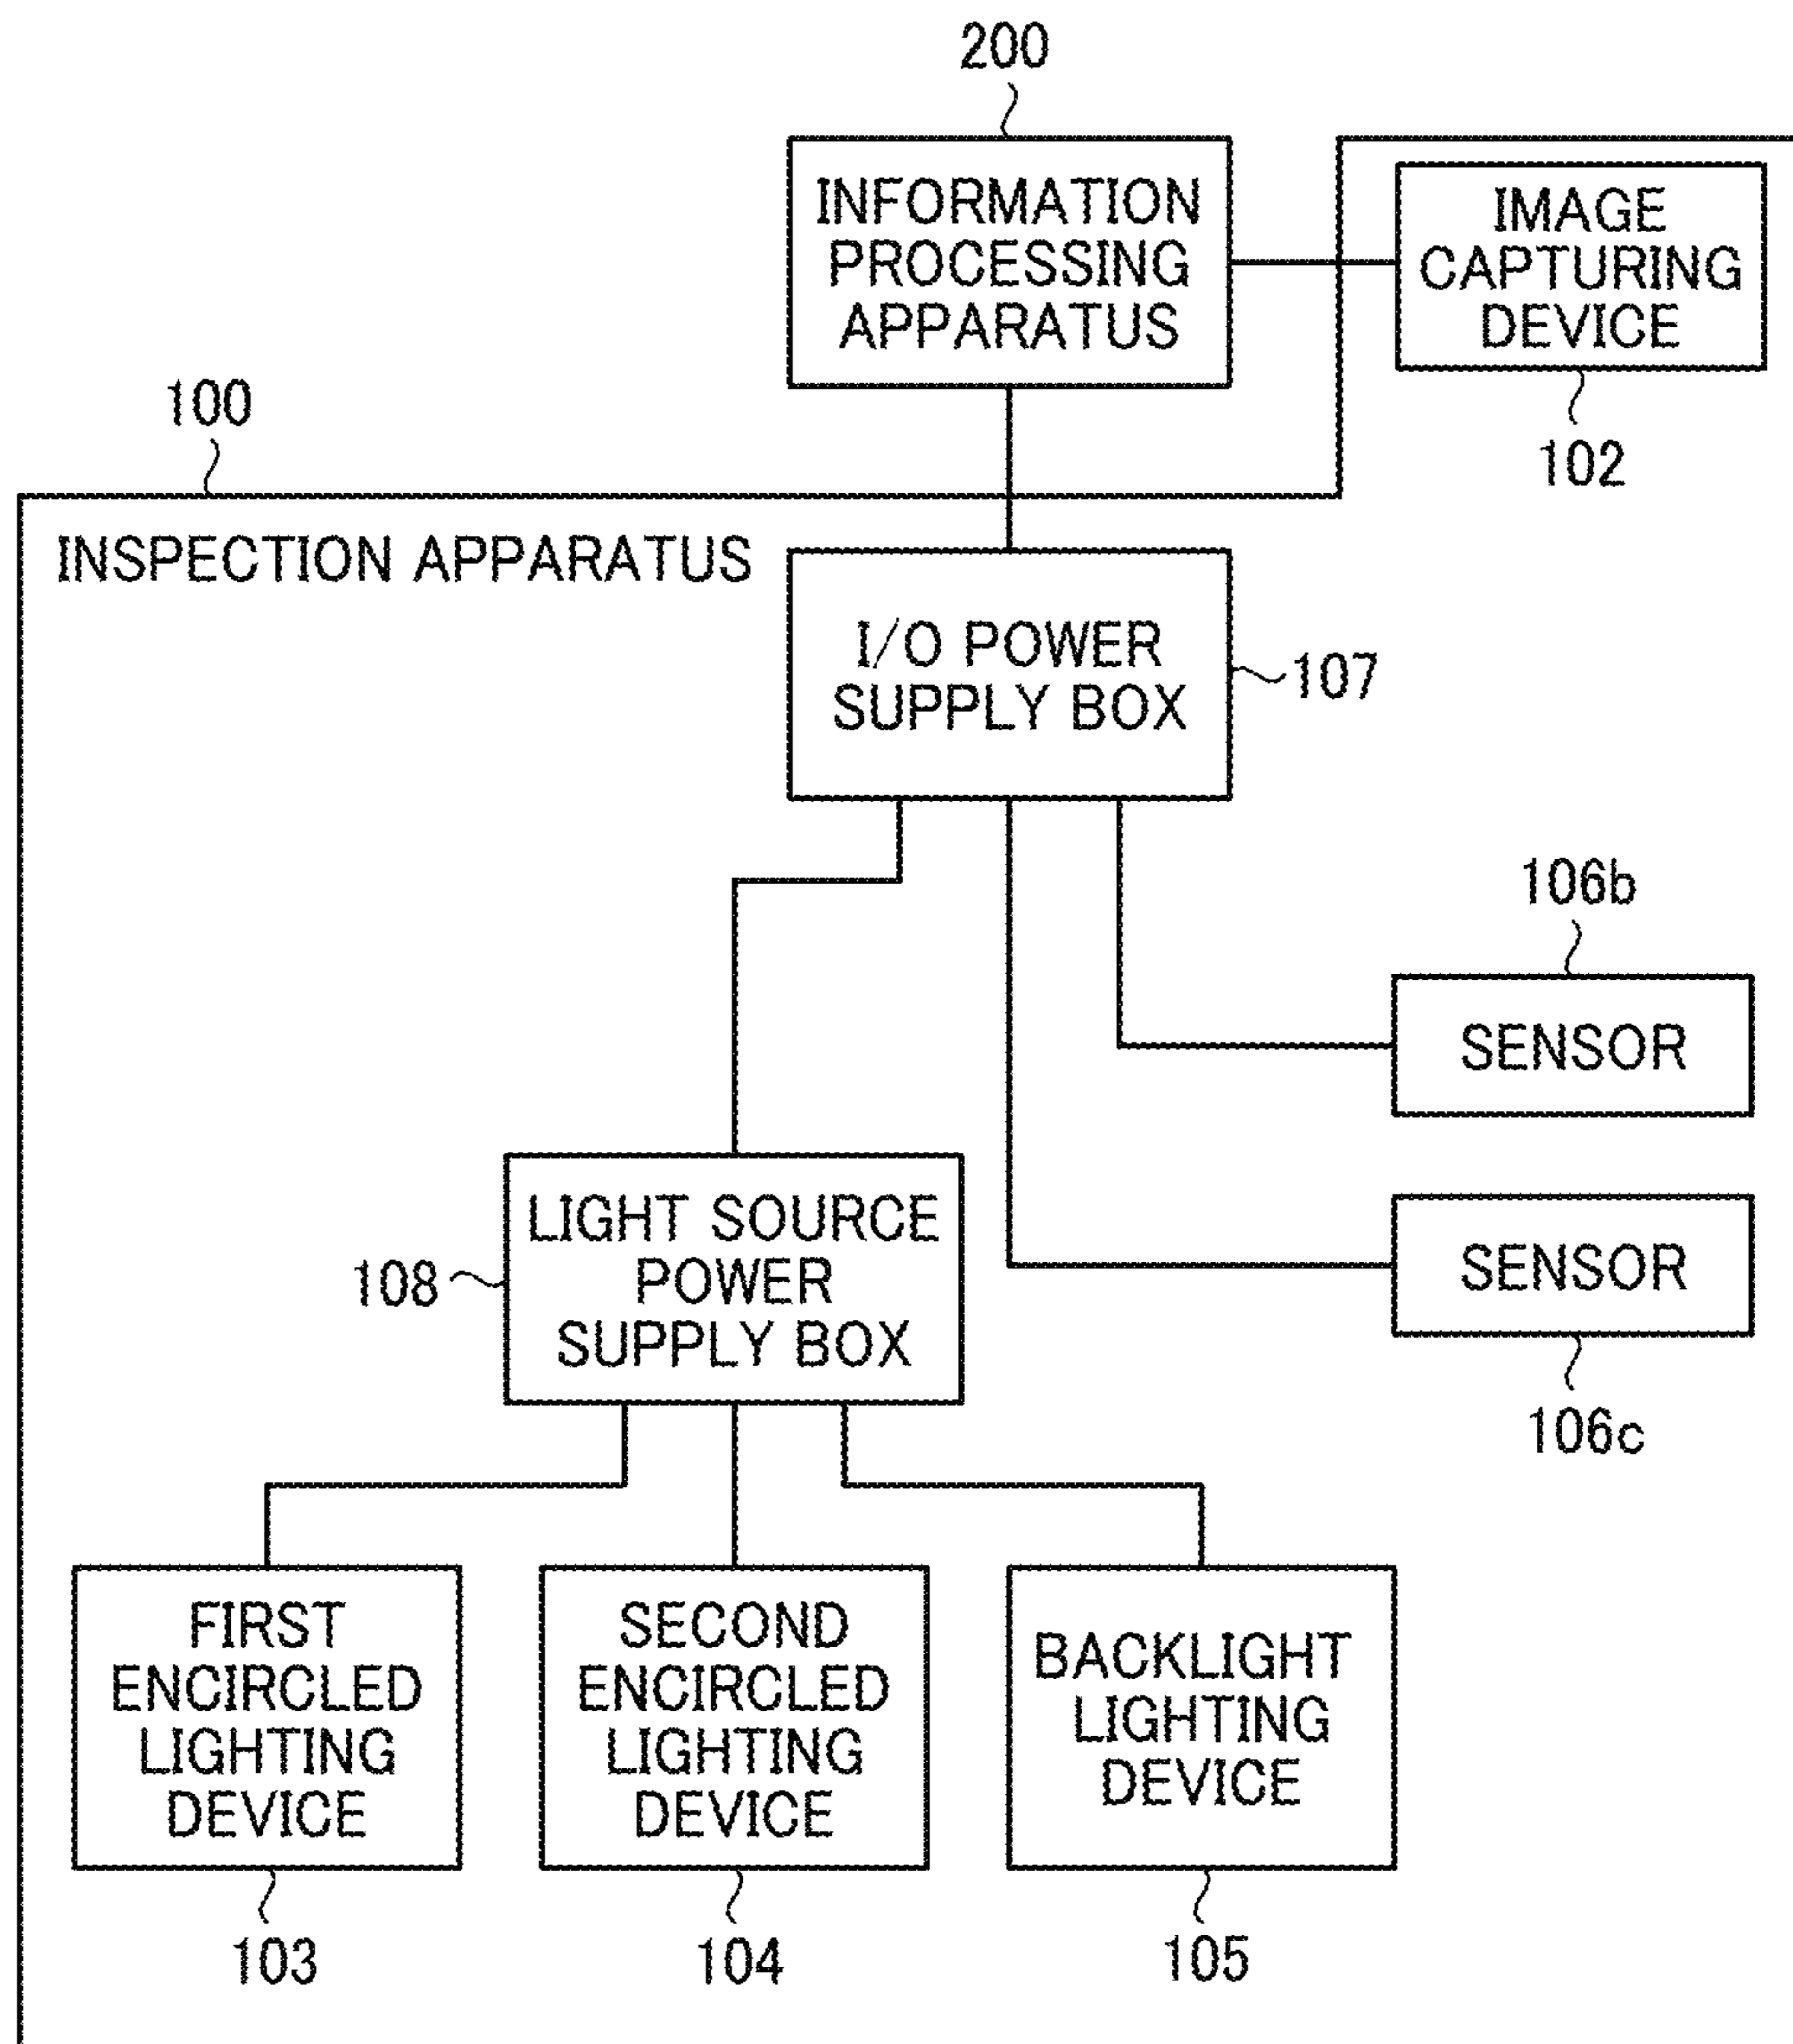 200
INFORMATION
PROCESSING
APPARATUS
IMAGE
CAPTURING
DEVICE
102
100
INSPECTION APPARATUS
I/O POWER
SUPPLY BOX
107
106b
SENSOR
LIGHT SOURCE
POWER
SUPPLY BOX
108
SENSOR
106c
FIRST
ENCIRCLED
LIGHTING
DEVICE
SECOND
ENCIRCLED
LIGHTING
DEVICE
BACKLIGHT
LIGHTING
DEVICE
103
104
105